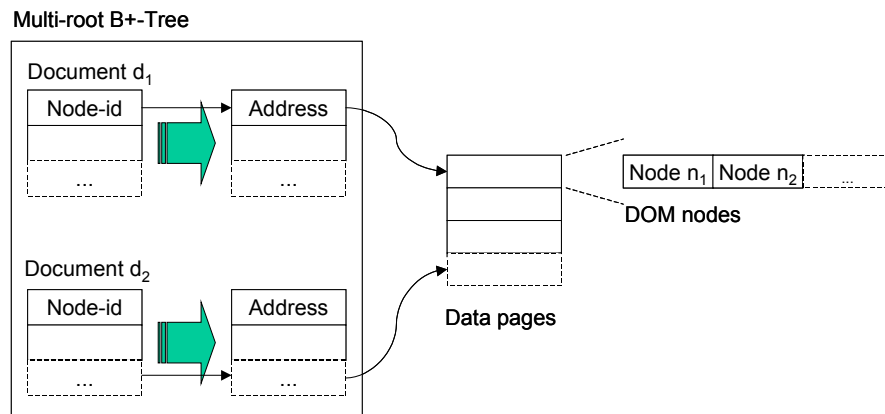 Multi-root B+-Tree
Document d₁
Node-id Address
... ...
Document d₂
Node-id Address
... ...
Data pages
Node n₁ Node n₂ ...
DOM nodes